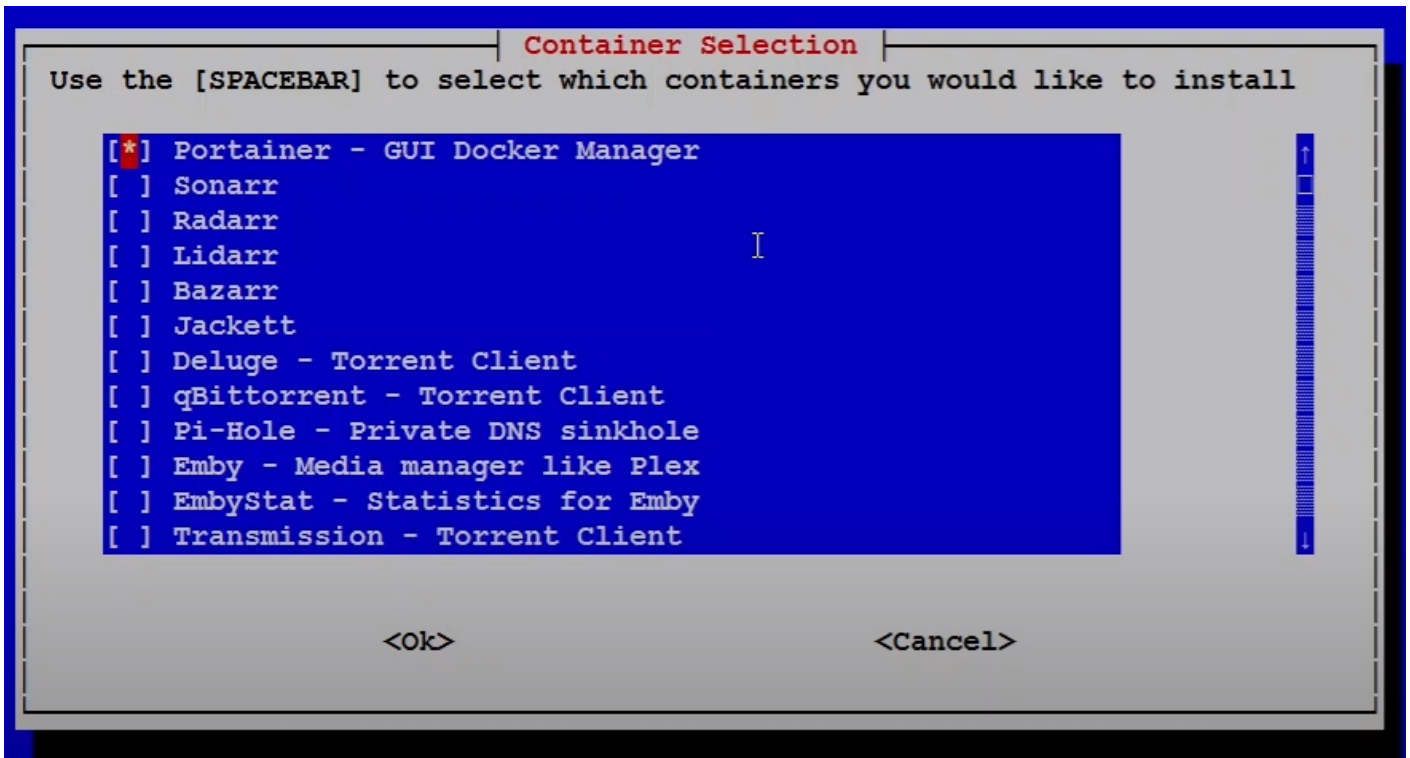 Container Selection
Use the [SPACEBAR] to select which containers you would like to install
[*] Portainer - GUI Docker Manager
[ ] Sonarr
[ ] Radarr
[ ] Lidarr
[ ] Bazarr
[ ] Jackett
[ ] Deluge - Torrent Client
[ ] qBittorrent - Torrent Client
[ ] Pi-Hole - Private DNS sinkhole
[ ] Emby - Media manager like Plex
[ ] EmbyStat - Statistics for Emby
[ ] Transmission - Torrent Client
<Ok> <Cancel>